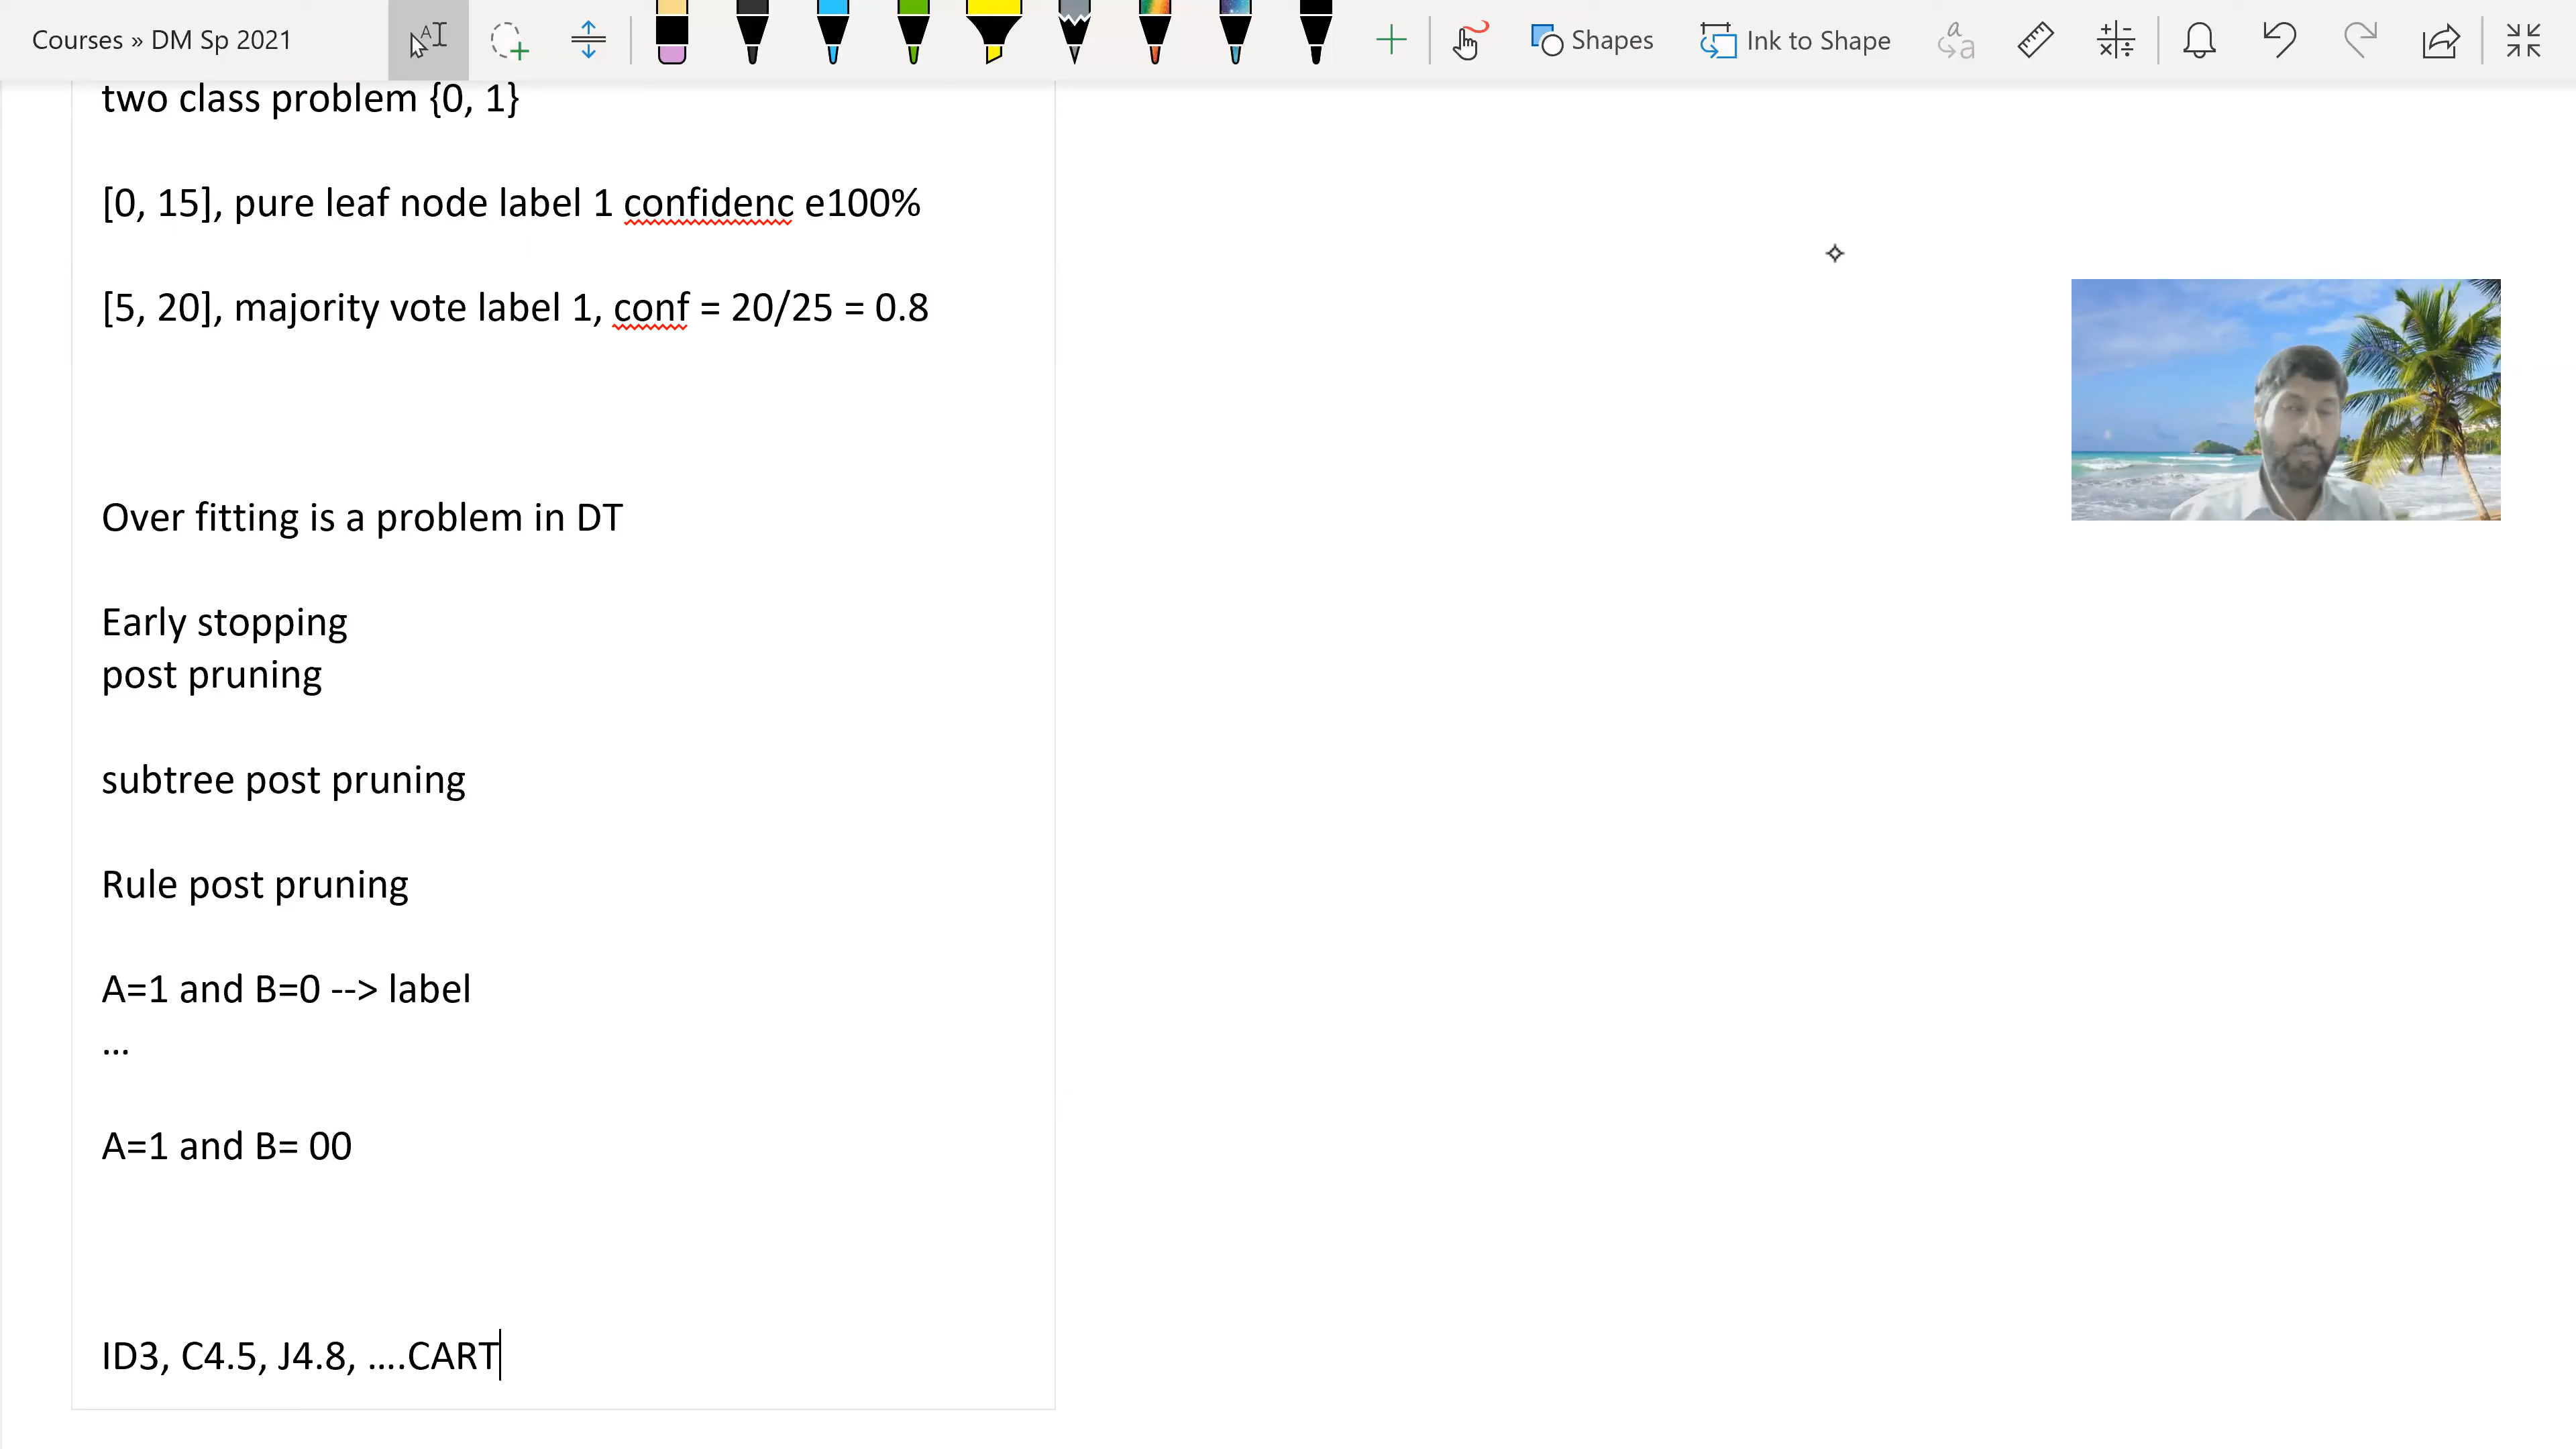 Courses » DM Sp 2021
Shapes
Ink to Shape
two class problem {0, 1}
[0, 15], pure leaf node label 1 confidenc e100%
[5, 20], majority vote label 1, conf = 20/25 = 0.8
Over fitting is a problem in DT
Early stopping
post pruning
subtree post pruning
Rule post pruning
A=1 and B=0 --> label
...
A=1 and B= 00
ID3, C4.5, J4.8, ....CART